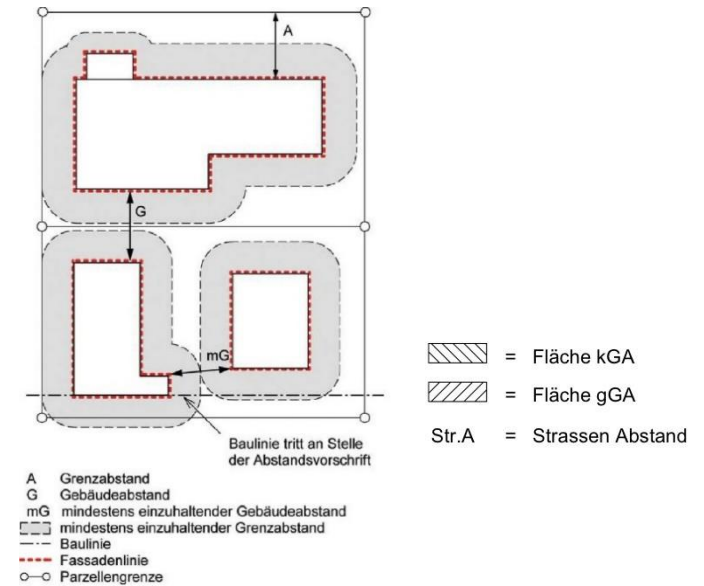 A
G
mG
Baulinie tritt an Stelle
der Abstandsvorschrift
= Fläche kGA
= Fläche gGA
Str.A = Strassen Abstand
A Grenzabstand
G Gebäudeabstand
mG mindestens einzuhaltender Gebäudeabstand
mindestens einzuhaltender Grenzabstand
Baulinie
Fassadenlinie
Parzellengrenze